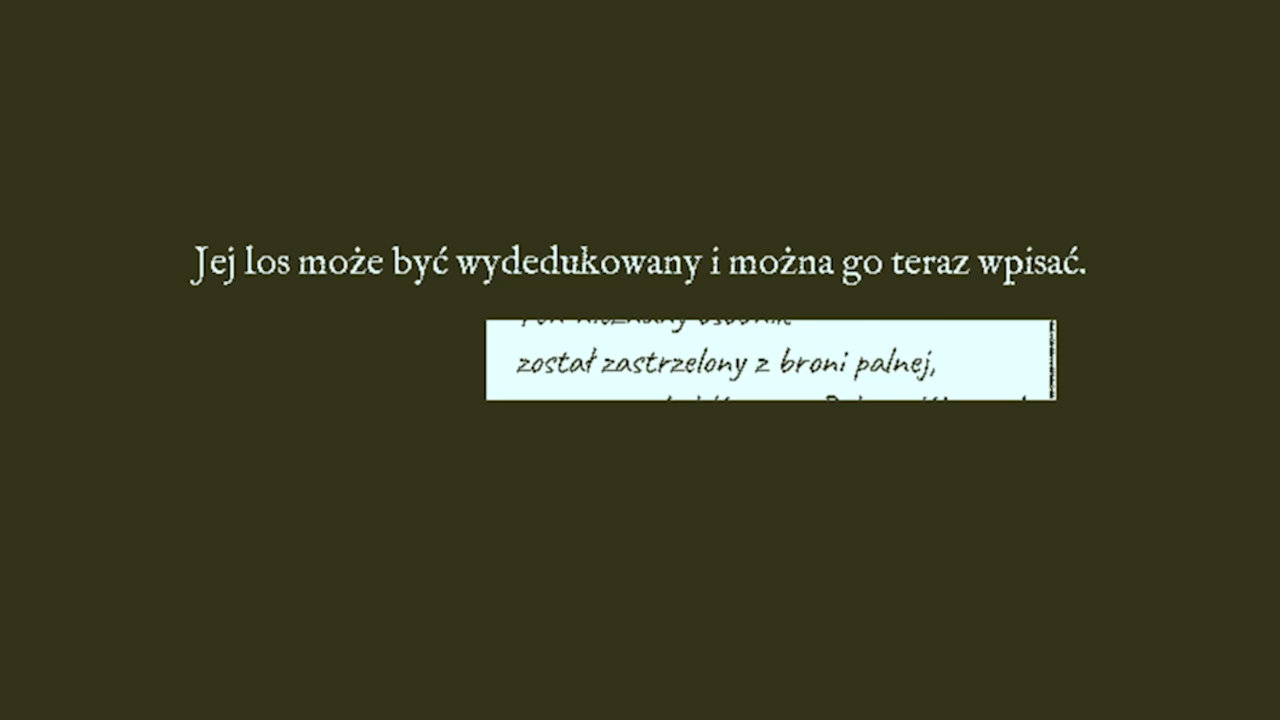 Jej los może być wydedukowany i można go teraz wpisać.
został zastrzelony z broni palnej,